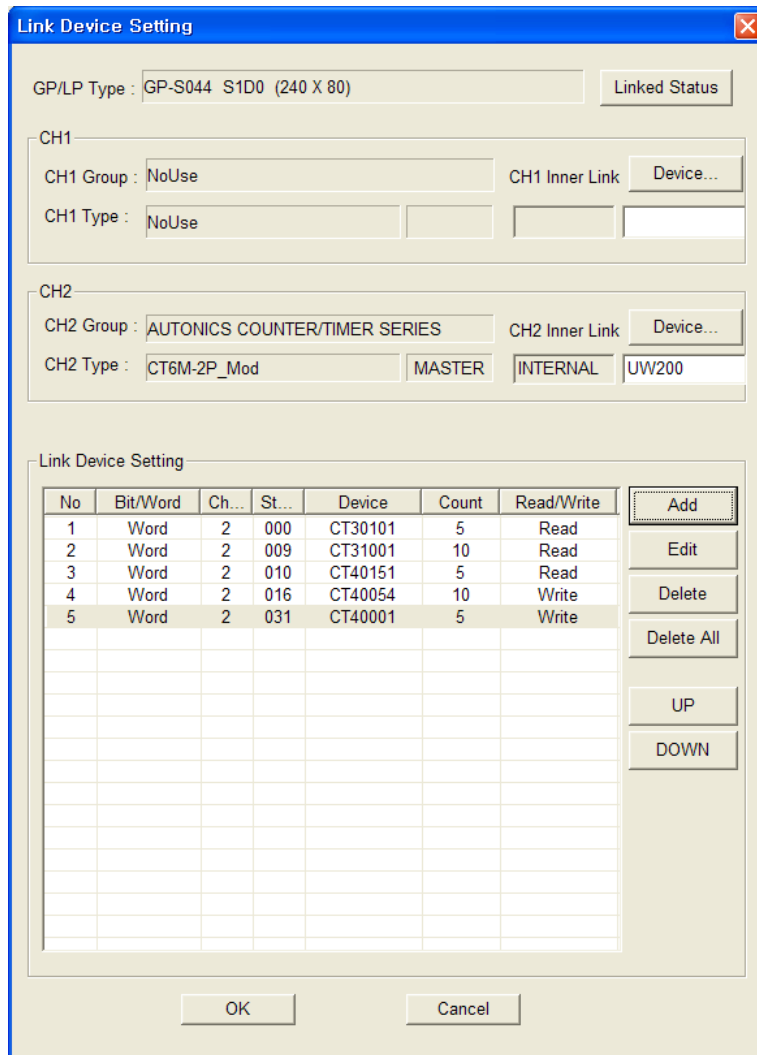 Link Device Setting
GP/LP Type : GP-S044 S1D0 (240 X 80) Linked Status
CH1
CH1 Group : NoUse CH1 Inner Link Device...
CH1 Type : NoUse
CH2
CH2 Group : AUTONICS COUNTER/TIMER SERIES CH2 Inner Link Device...
CH2 Type : CT6M-2P_Mod MASTER INTERNAL UW200
Link Device Setting
No Bit/Word Ch... St... Device Count Read/Write Add
1 Word 2 000 CT30101 5 Read
2 Word 2 009 CT31001 10 Read Edit
3 Word 2 010 CT40151 5 Read
4 Word 2 016 CT40054 10 Write Delete
5 Word 2 031 CT40001 5 Write
Delete All
UP
DOWN
OK Cancel